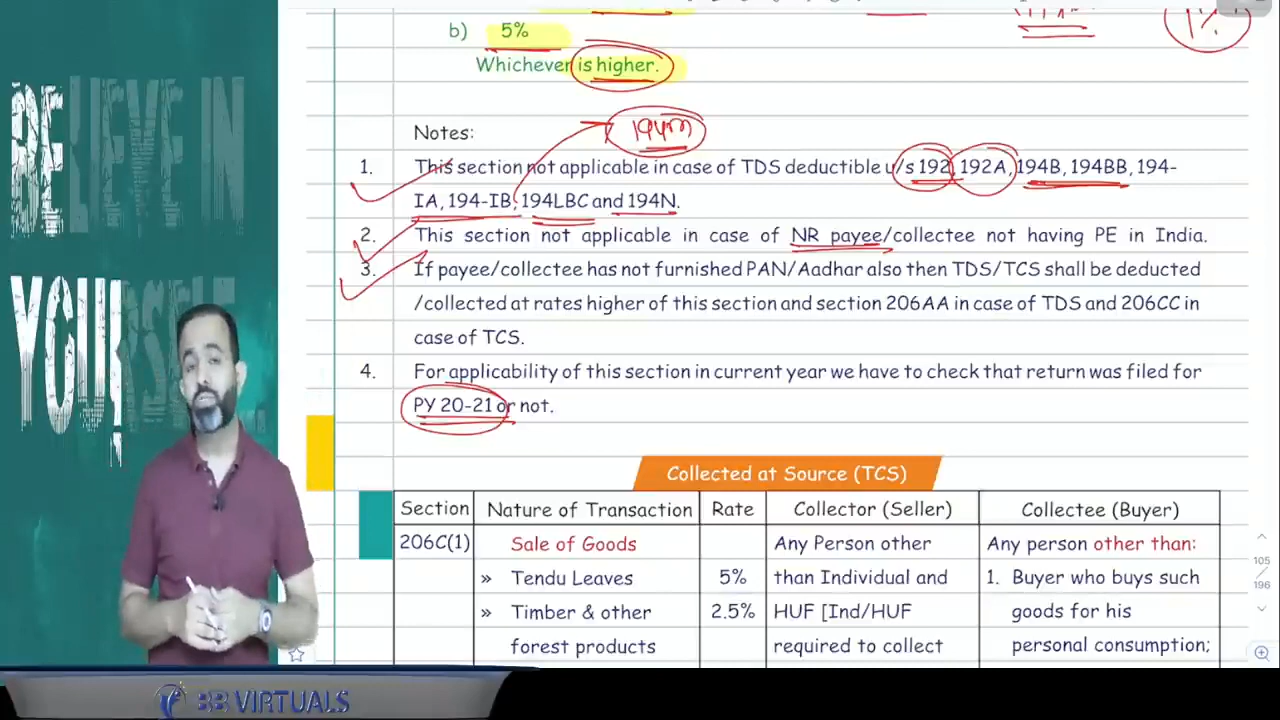 BELIEVE IN
YOURSELF
b) 5%
Whichever is higher.
1%
Notes:
194M
1. This section not applicable in case of TDS deductible u/s 192, 192A, 194B, 194BB, 194-
IA, 194-IB, 194LBC and 194N.
2. This section not applicable in case of NR payee/collectee not having PE in India.
3. If payee/collectee has not furnished PAN/Aadhar also then TDS/TCS shall be deducted
/collected at rates higher of this section and section 206AA in case of TDS and 206CC in
case of TCS.
4. For applicability of this section in current year we have to check that return was filed for
PY 20-21 or not.
Collected at Source (TCS)
Section Nature of Transaction Rate Collector (Seller) Collectee (Buyer)
206C(1) Sale of Goods Any Person other Any person other than:
» Tendu Leaves 5% than Individual and 1. Buyer who buys such
» Timber & other 2.5% HUF [Ind/HUF goods for his
forest products required to collect personal consumption;
105
196
BB VIRTUALS